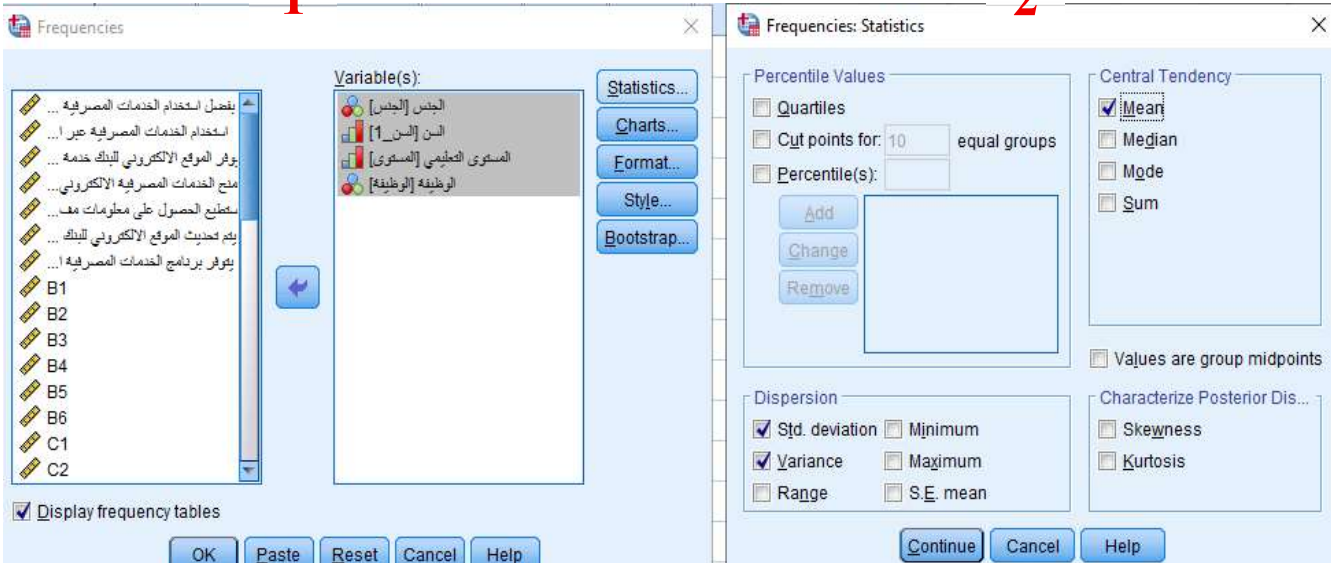 1
Frequencies
يفضل استخدام الخدمات المصرفية ...
استخدام الخدمات المصرفية عبر ا...
يوفر الموقع الالكتروني للبنك خدمة ...
منح الخدمات المصرفية الالكتروني...
ستطيع الحصول على معلومات مف...
يتم تحديث الموقع الالكتروني للبنك ...
يتوفر برنامج الخدمات المصرفية ا...
B1
B2
B3
B4
B5
B6
C1
C2
Display frequency tables
Variable(s):
الجنس [الجنس]
السن [السن_1]
المستوى التعليمي [المستوى]
الوظيفة [الوظيفة]
Statistics...
Charts...
Format...
Style...
Bootstrap...
OK Paste Reset Cancel Help
2
Frequencies: Statistics
Percentile Values
Quartiles
Cut points for: 10 equal groups
Percentile(s):
Add
Change
Remove
Central Tendency
Mean
Median
Mode
Sum
Values are group midpoints
Dispersion
Std. deviation Minimum
Variance Maximum
Range S.E. mean
Characterize Posterior Dis...
Skewness
Kurtosis
Continue Cancel Help